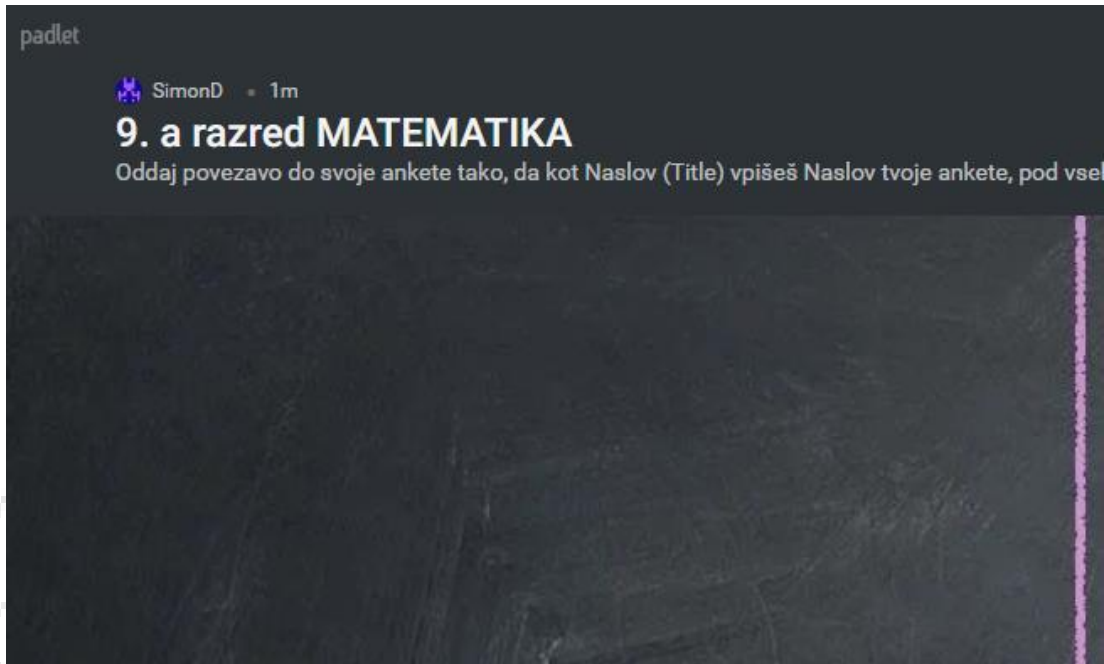 padlet
SimonD • 1m
9. a razred MATEMATIKA
Oddaj povezavo do svoje ankete tako, da kot Naslov (Title) vpišeš Naslov tvoje ankete, pod